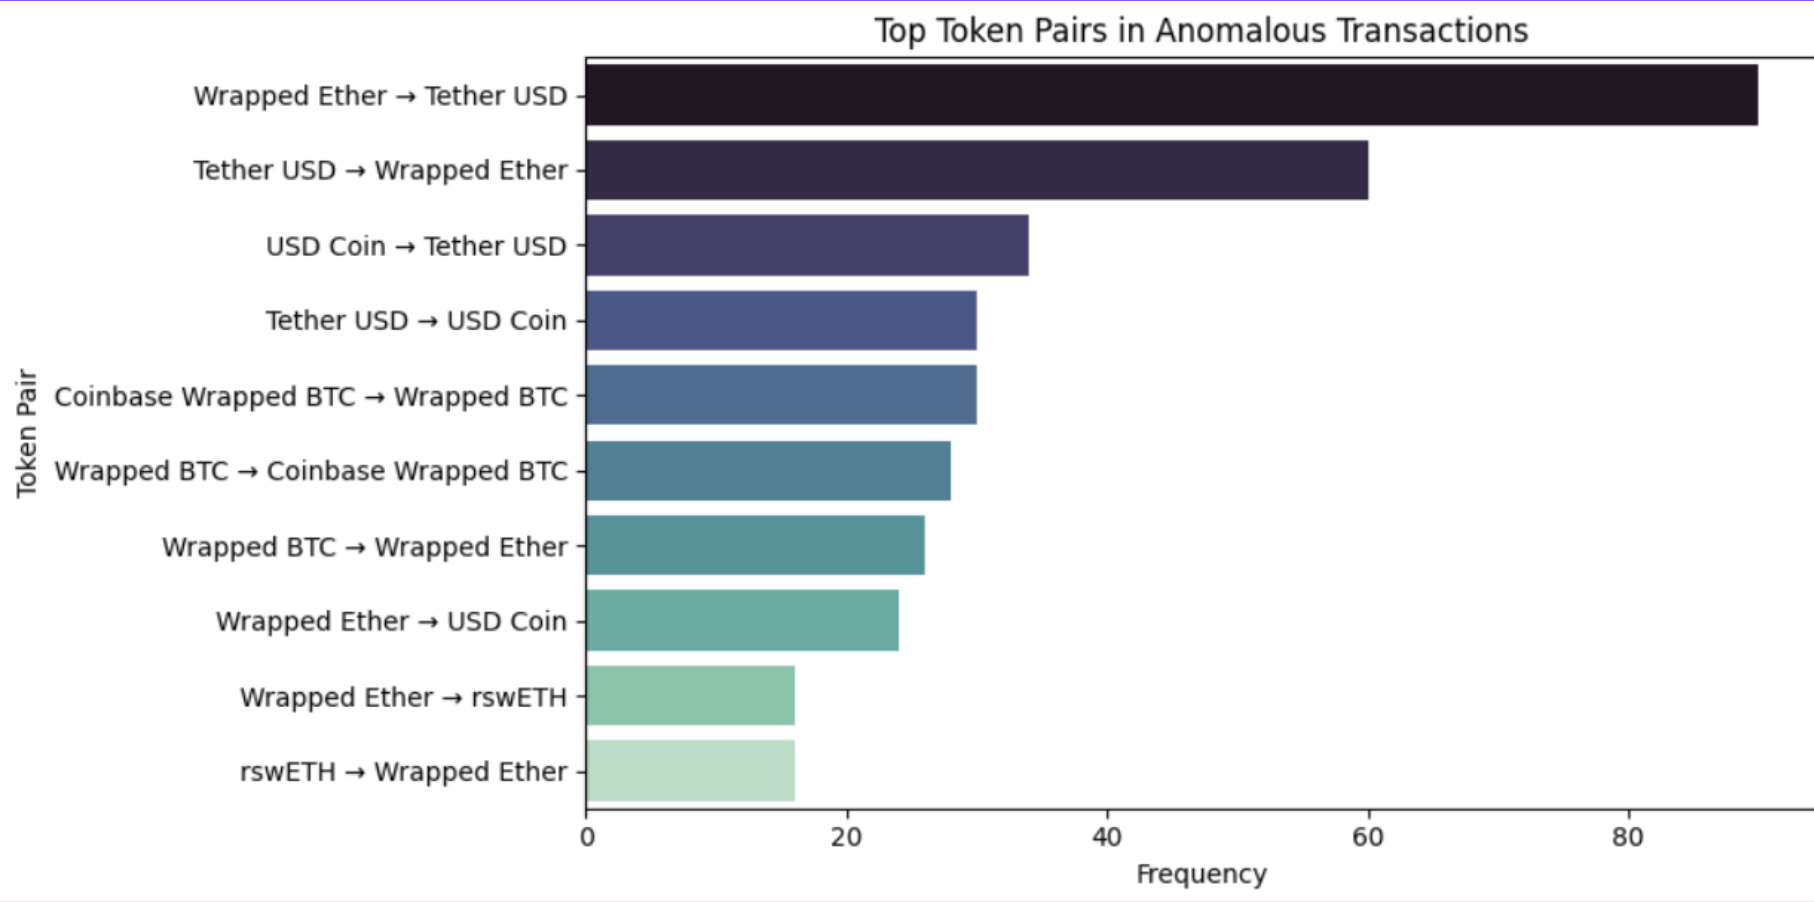 Top Token Pairs in Anomalous Transactions
Wrapped Ether → Tether USD
Tether USD → Wrapped Ether
USD Coin → Tether USD
Tether USD → USD Coin
Coinbase Wrapped BTC → Wrapped BTC
Wrapped BTC → Coinbase Wrapped BTC
Wrapped BTC → Wrapped Ether
Wrapped Ether → USD Coin
Wrapped Ether → rswETH
rswETH → Wrapped Ether
Token Pair
0 20 40 60 80
Frequency